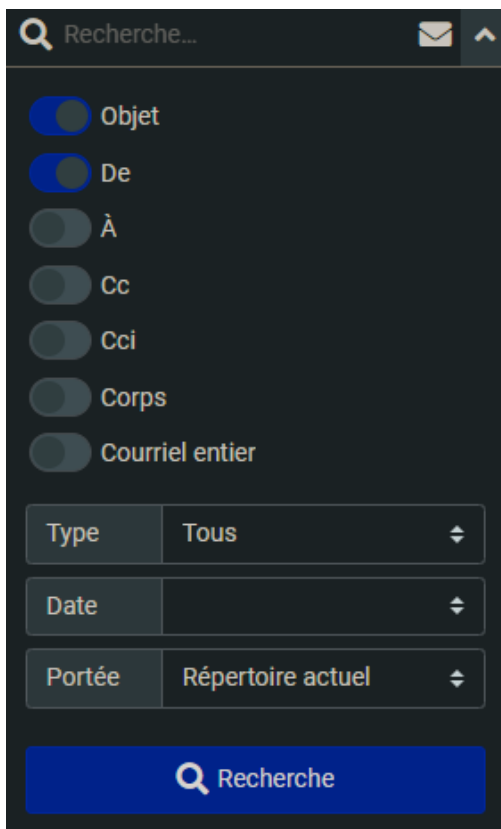 Recherche...
Objet
De
À
Cc
Cci
Corps
Courriel entier
Type Tous
Date
Portée Répertoire actuel
Recherche